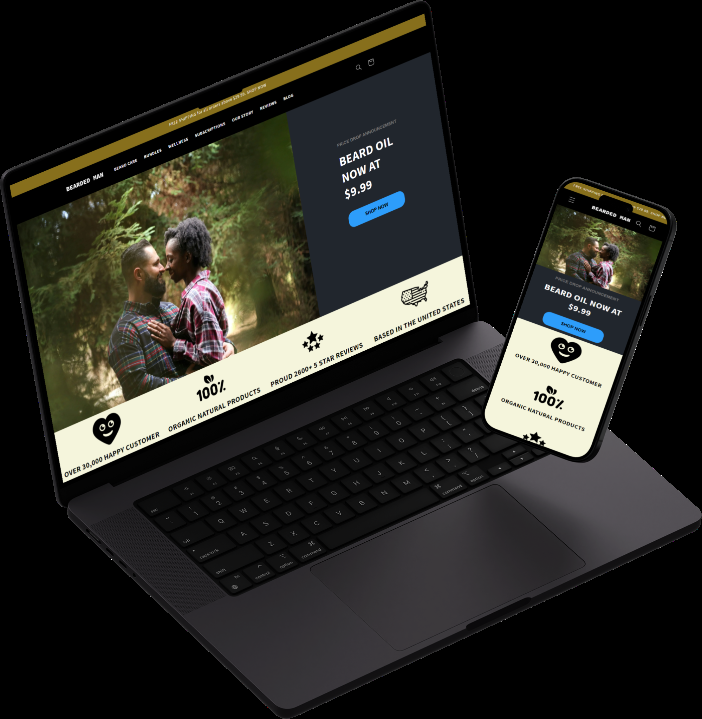 BEARDED MAN
BEARD CARE
BUNDLES
WELLNESS
SUBSCRIPTIONS
OUR STORY
REVIEWS
BLOG
PRICE DROP ANNOUNCEMENT
BEARD OIL
NOW AT
$9.99
SHOP NOW
OVER 30,000 HAPPY CUSTOMER
100%
ORGANIC NATURAL PRODUCTS
PROUD 2600+ 5 STAR REVIEWS
BASED IN THE UNITED STATES
BEARDED MAN
PRICE DROP ANNOUNCEMENT
BEARD OIL NOW AT
$9.99
SHOP NOW
OVER 30,000 HAPPY CUSTOMER
100%
ORGANIC NATURAL PRODUCTS